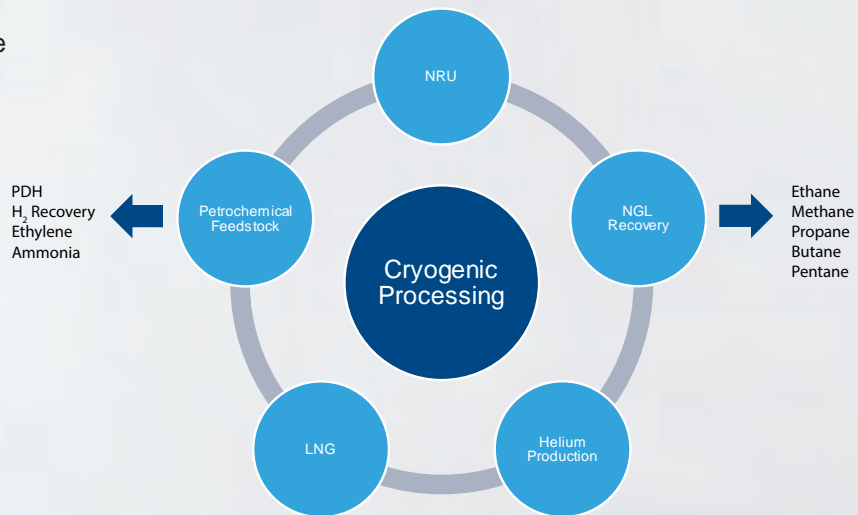 e
NRU
PDH
H₂ Recovery
Ethylene
Ammonia
Petrochemical
Feedstock
Cryogenic
Processing
NGL
Recovery
Ethane
Methane
Propane
Butane
Pentane
LNG
Helium
Production